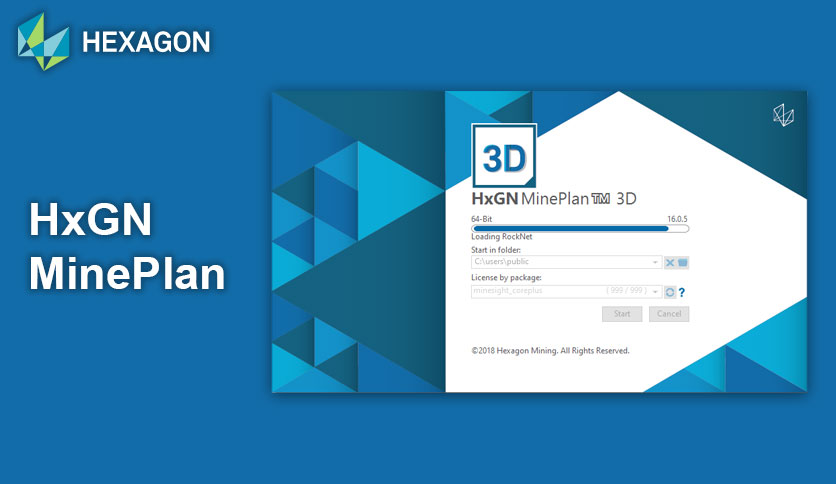 HEXAGON
HxGN
MinePlan
3D
HxGN MinePlan™ 3D
64-Bit 16.0.5
Loading RockNet
Start in folder:
C:\users\public
License by package:
minesight_coreplus ( 999 / 999 )
?
Start Cancel
©2018 Hexagon Mining. All Rights Reserved.